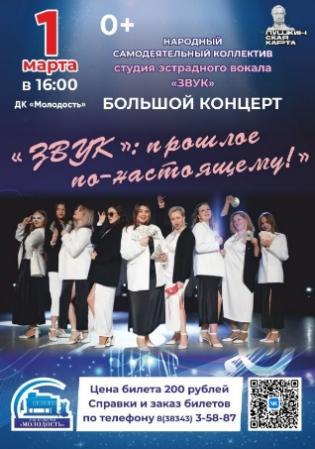 1
марта
в 16:00
ДК «Молодость»
0+
ПУШКИН
СКАЯ
КАРТА
НАРОДНЫЙ
САМОДЕЯТЕЛЬНЫЙ КОЛЛЕКТИВ
студия эстрадного вокала
«ЗВУК»
БОЛЬШОЙ КОНЦЕРТ
«ЗВУК»: прошлое
по-настоящему!»
Цена билета 200 рублей
Справки и заказ билетов
по телефону 8(38343) 3-58-87
«МОЛОДОСТЬ»